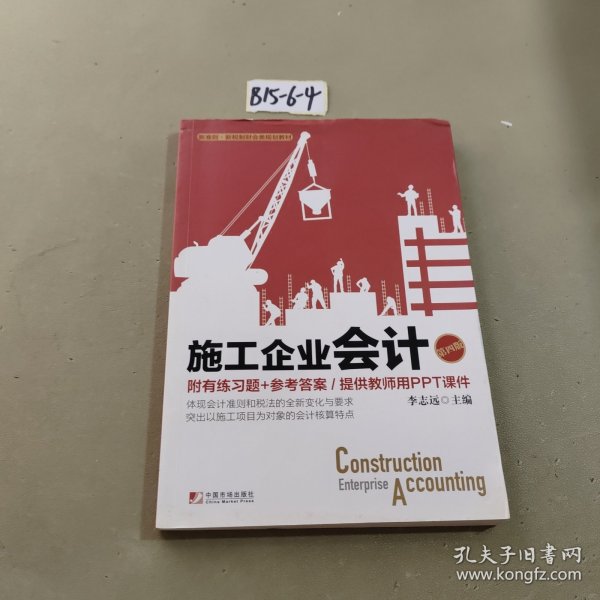 B15-6-4
新准则·新税制财会类规划教材
施工企业会计 第四版
附有练习题+参考答案/提供教师用PPT课件
体现会计准则和税法的全新变化与要求
突出以施工项目为对象的会计核算特点
李志远◎主编
Construction
Enterprise Accounting
中国市场出版社
China Market Press
孔夫子旧书网
www.kongfz.com